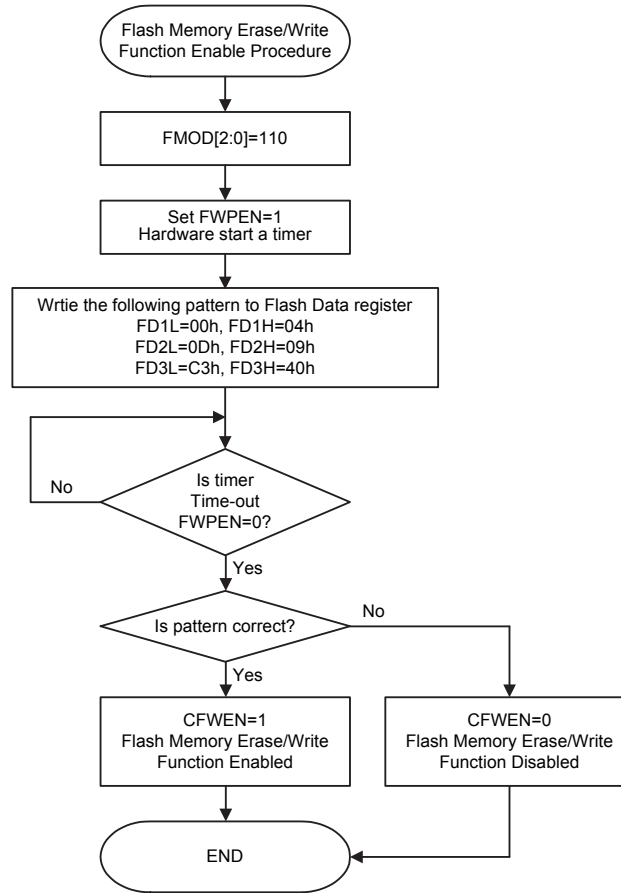 Flash Memory Erase/Write
Function Enable Procedure
FMOD[2:0]=110
Set FWPEN=1
Hardware start a timer
Wrtie the following pattern to Flash Data register
FD1L=00h, FD1H=04h
FD2L=0Dh, FD2H=09h
FD3L=C3h, FD3H=40h
Is timer
Time-out
FWPEN=0?
No
Yes
Is pattern correct?
No
Yes
CFWEN=1
Flash Memory Erase/Write
Function Enabled
CFWEN=0
Flash Memory Erase/Write
Function Disabled
END